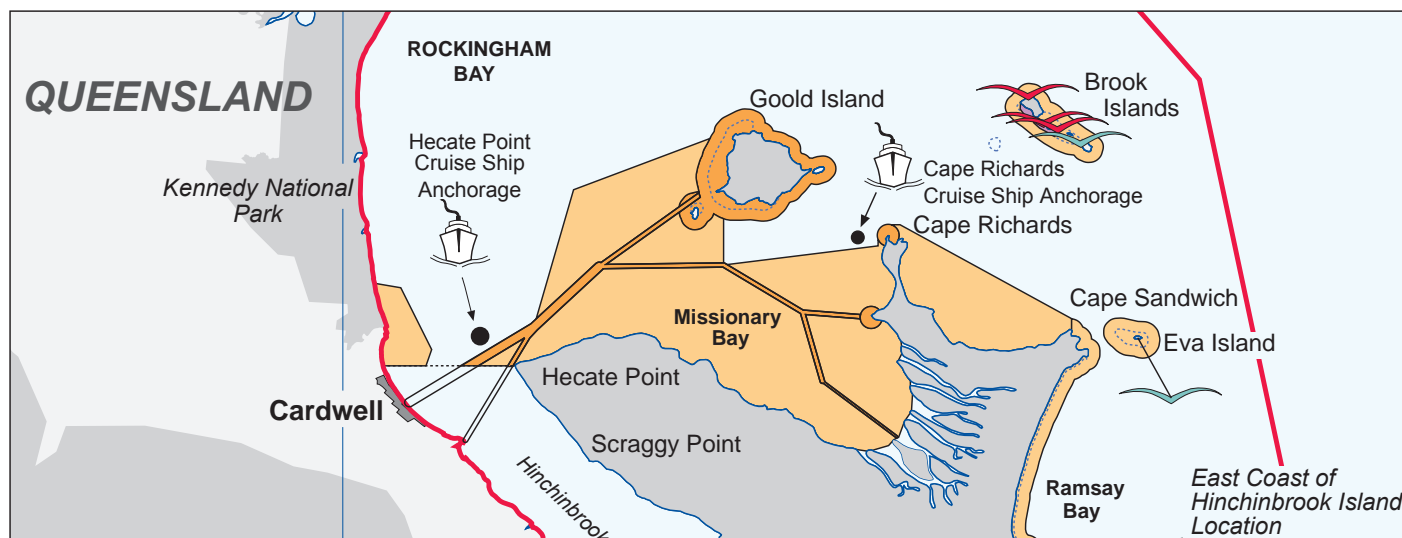 ROCKINGHAM
BAY
QUEENSLAND
Goold Island
Brook
Islands
Hecate Point
Cruise Ship
Anchorage
Kennedy National
Park
Cape Richards
Cruise Ship Anchorage
Cape Richards
Cape Sandwich
Missionary
Bay
Eva Island
Hecate Point
Cardwell
Scraggy Point
Hinchinbrook
Ramsay
Bay
East Coast of
Hinchinbrook Island
Location